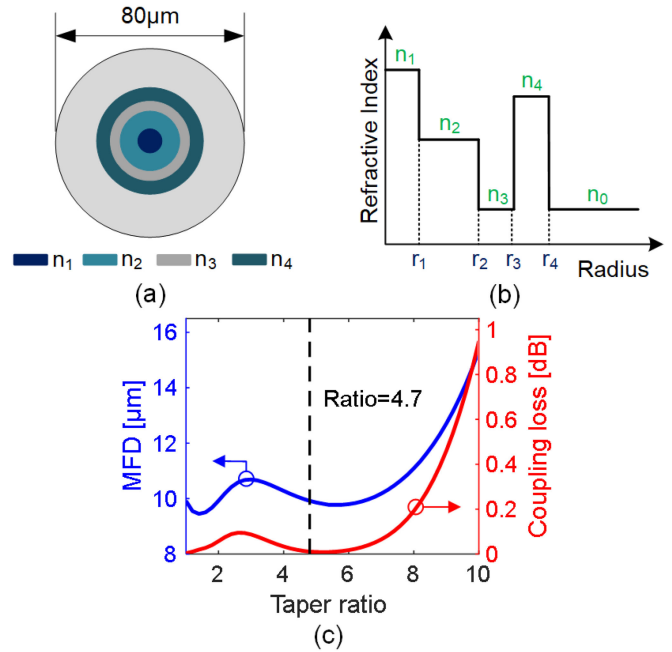 80μm
n₁ n₂ n₃ n₄
(a)
Refractive Index
n₁
n₂
n₃
n₄
n₀
r₁ r₂ r₃ r₄ Radius
(b)
MFD [μm]
16
14
12
10
8
Ratio=4.7
1
0.8
0.6
0.4
0.2
0
Coupling loss [dB]
2 4 6 8 10
Taper ratio
(c)